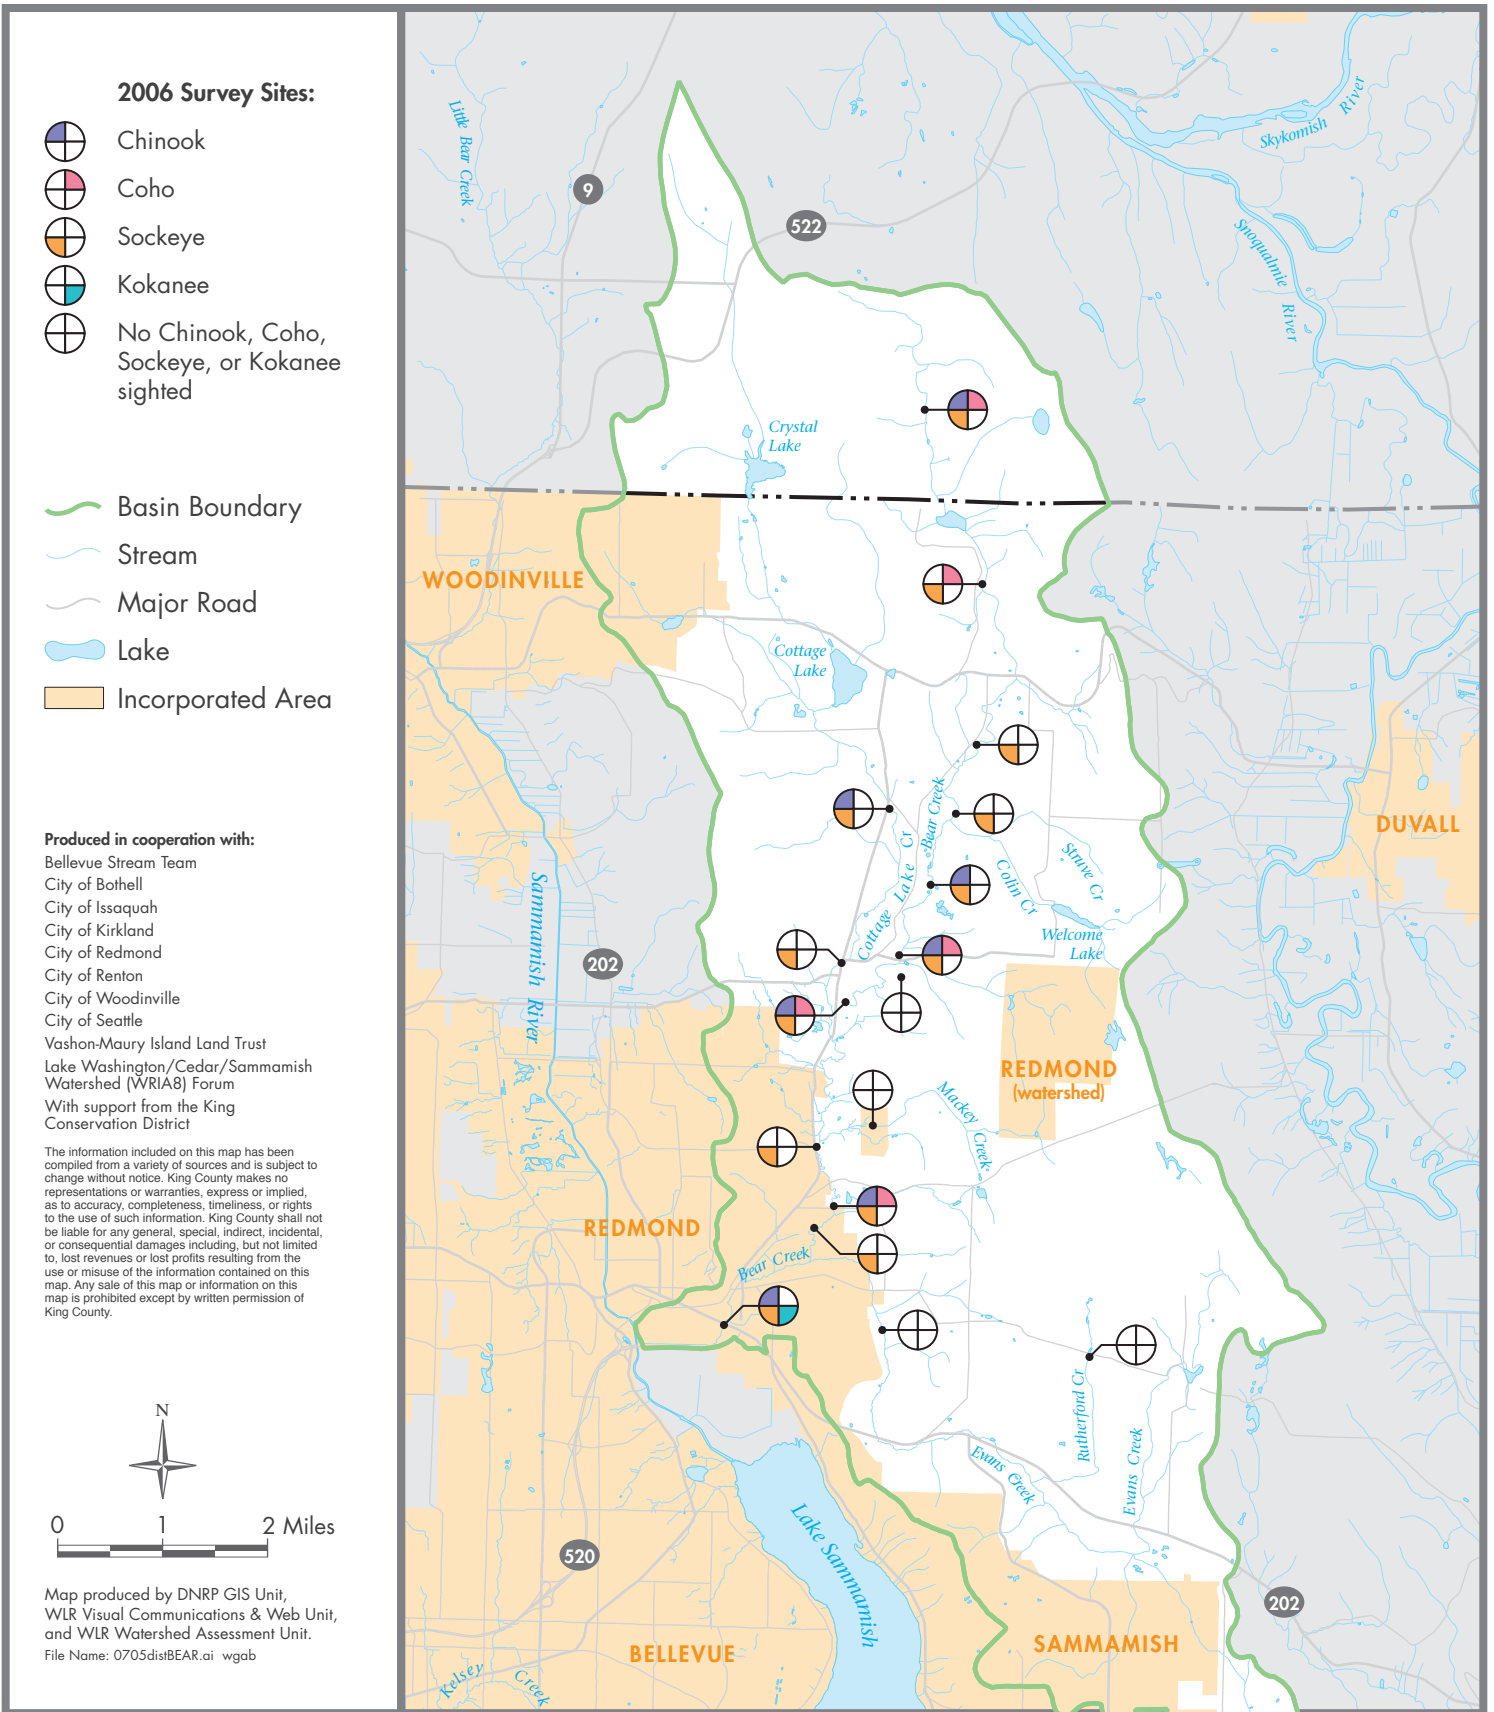 2006 Survey Sites:
Chinook
Coho
Sockeye
Kokanee
No Chinook, Coho,
Sockeye, or Kokanee
sighted
Basin Boundary
Stream
Major Road
Lake
Incorporated Area
Produced in cooperation with:
Bellevue Stream Team
City of Bothell
City of Issaquah
City of Kirkland
City of Redmond
City of Renton
City of Woodinville
City of Seattle
Vashon-Maury Island Land Trust
Lake Washington/Cedar/Sammamish
Watershed (WRIA8) Forum
With support from the King
Conservation District
The information included on this map has been
compiled from a variety of sources and is subject to
change without notice. King County makes no
representations or warranties, express or implied,
as to accuracy, completeness, timeliness, or rights
to the use of such information. King County shall not
be liable for any general, special, indirect, incidental,
or consequential damages including, but not limited
to, lost revenues or lost profits resulting from the
use or misuse of the information contained on this
map. Any sale of this map or information on this
map is prohibited except by written permission of
King County.
N
0 1 2 Miles
Map produced by DNRP GIS Unit,
WLR Visual Communications & Web Unit,
and WLR Watershed Assessment Unit.
File Name: 0705distBEAR.ai wgab
Little Bear Creek
9
522
Skykomish River
Snoqualmie River
Crystal
Lake
WOODINVILLE
Cottage
Lake
DUVALL
Bear Creek
Cottage Lake Cr
Colin Cr
Struve Cr
Welcome
Lake
Sammamish River
202
REDMOND
(watershed)
Mackey Creek
REDMOND
Bear Creek
Rutherford Cr
Evans Creek
Evans Creek
Lake Sammamish
520
202
SAMMAMISH
BELLEVUE
Kelsey Creek